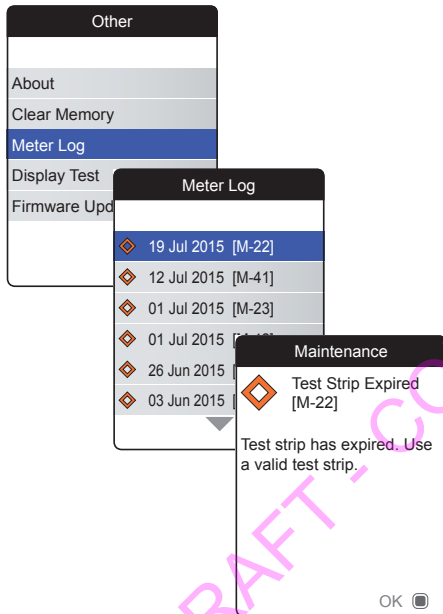 Other
About
Clear Memory
Meter Log
Display Test
Firmware Upd
Meter Log
19 Jul 2015 [M-22]
12 Jul 2015 [M-41]
01 Jul 2015 [M-23]
01 Jul 2015
26 Jun 2015 [
03 Jun 2015 [
Maintenance
Test Strip Expired
[M-22]
Test strip has expired. Use
a valid test strip.
OK
RAFT - CO